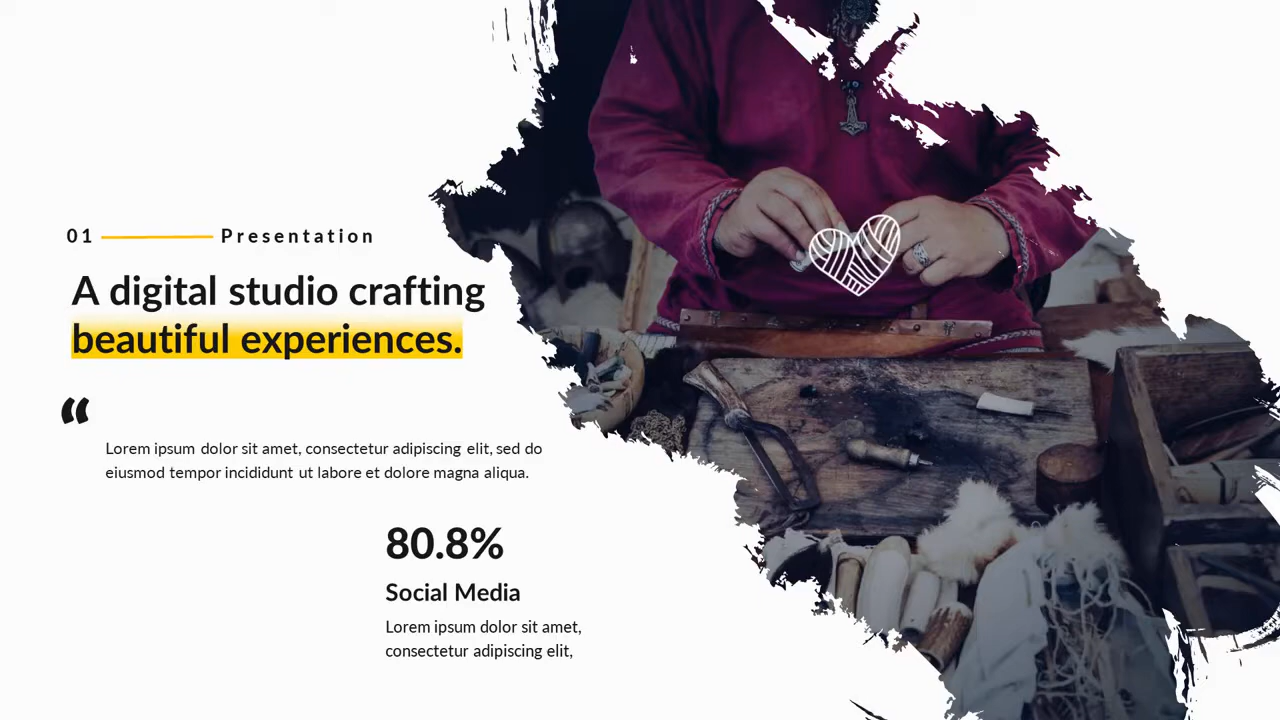 01 Presentation
A digital studio crafting
beautiful experiences.
“
Lorem ipsum dolor sit amet, consectetur adipiscing elit, sed do
eiusmod tempor incididunt ut labore et dolore magna aliqua.
80.8%
Social Media
Lorem ipsum dolor sit amet,
consectetur adipiscing elit,